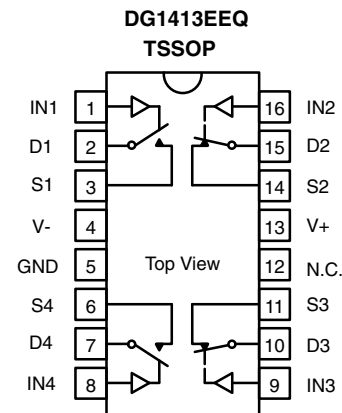 DG1413EEQ
TSSOP
IN1 1 16 IN2
D1 2 15 D2
S1 3 14 S2
V- 4 13 V+
GND 5 Top View 12 N.C.
S4 6 11 S3
D4 7 10 D3
IN4 8 9 IN3